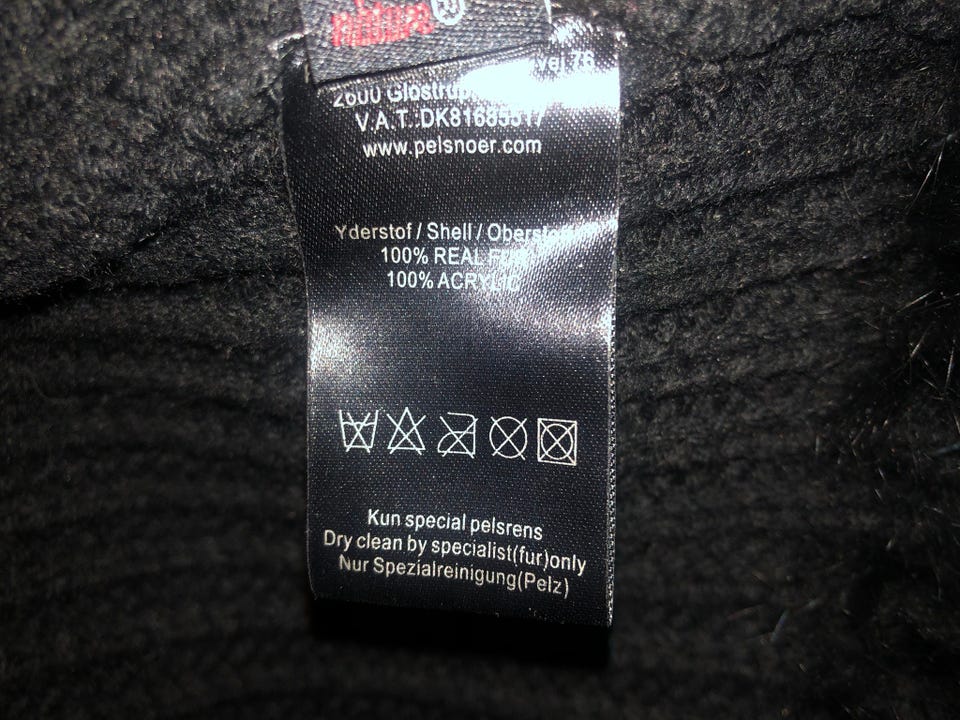 ®
2600 Glostrup
V.A.T.:DK81685517
www.pelsnoer.com
Yderstof / Shell / Oberstoff
100% REAL FUR
100% ACRYLIC
Kun special pelsrens
Dry clean by specialist(fur)only
Nur Spezialreinigung(Pelz)